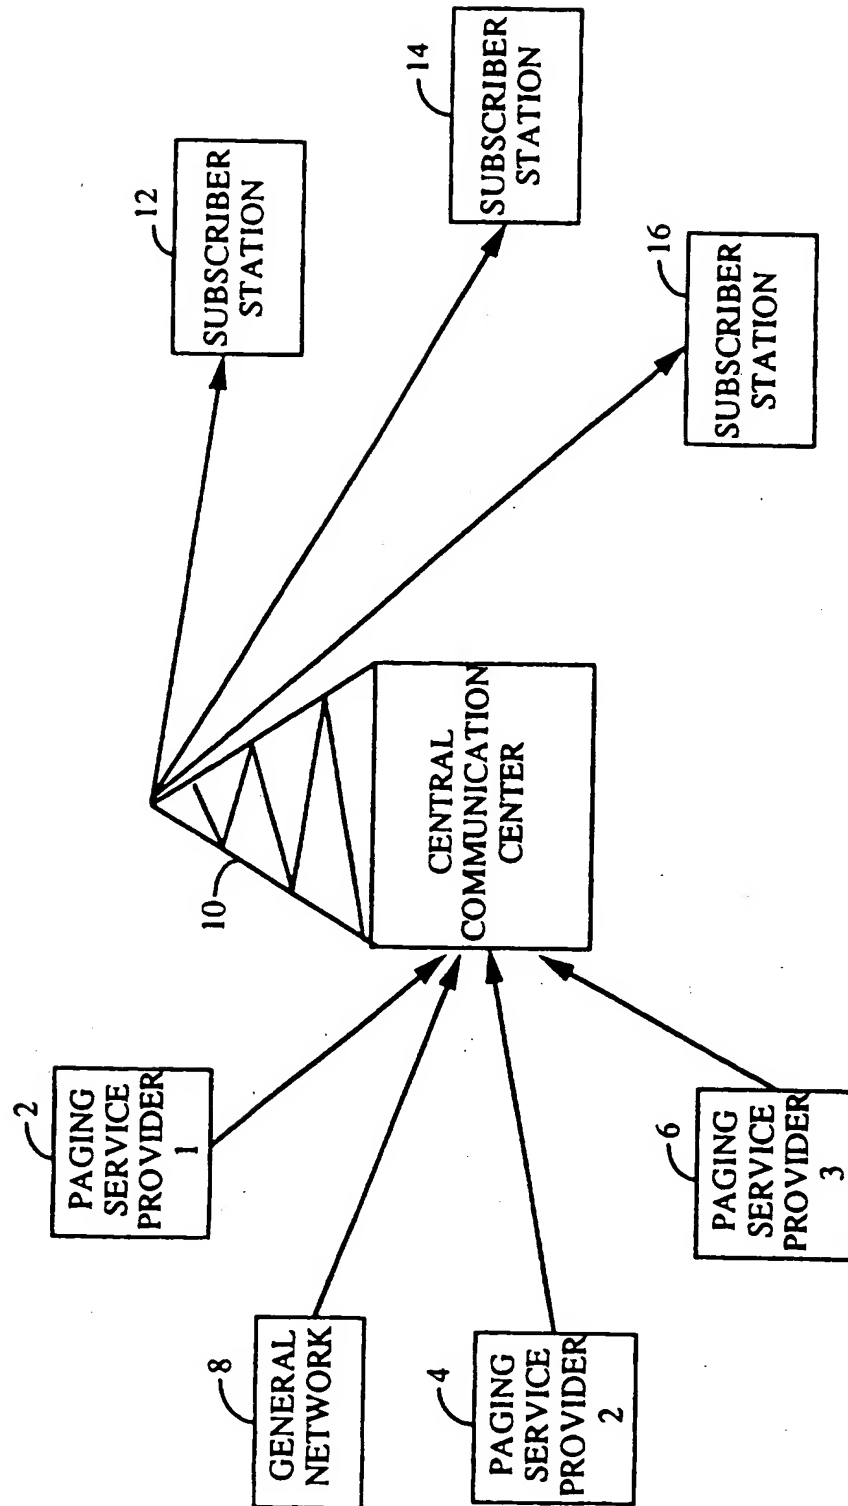 2
PAGING
SERVICE
PROVIDER
1
8
GENERAL
NETWORK
4
PAGING
SERVICE
PROVIDER
2
6
PAGING
SERVICE
PROVIDER
3
10
CENTRAL
COMMUNICATION
CENTER
12
SUBSCRIBER
STATION
14
SUBSCRIBER
STATION
16
SUBSCRIBER
STATION